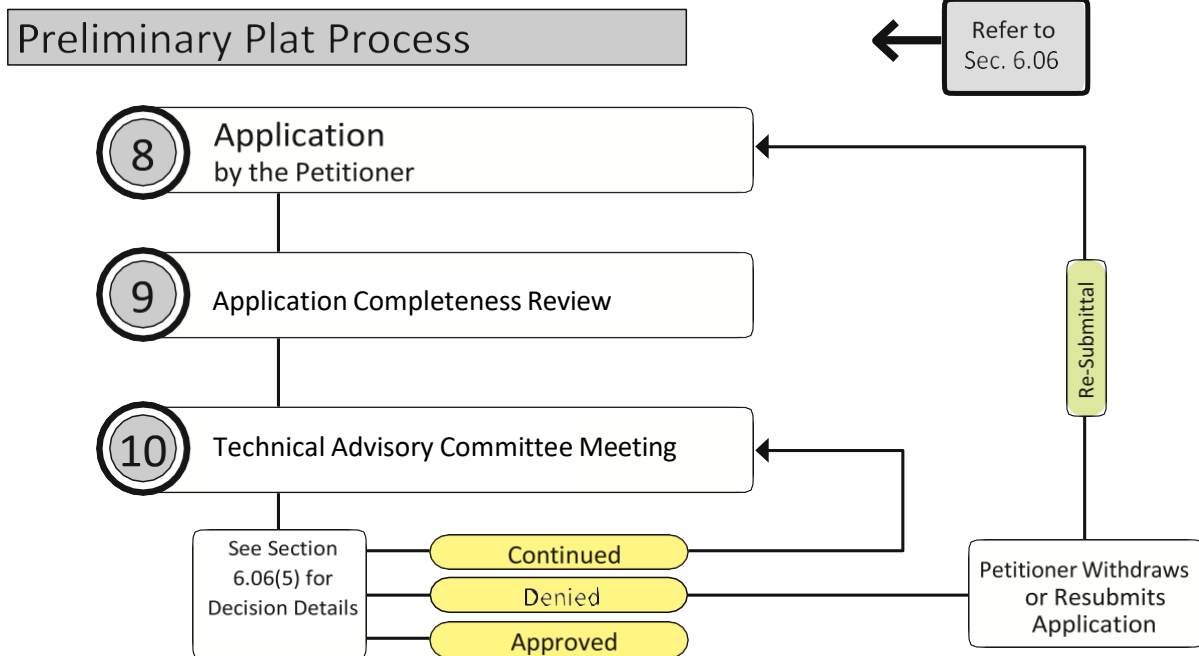 Preliminary Plat Process
Refer to
Sec. 6.06
8
Application
by the Petitioner
9
Application Completeness Review
Re-Submittal
10
Technical Advisory Committee Meeting
See Section
6.06(5) for
Decision Details
Continued
Denied
Approved
Petitioner Withdraws
or Resubmits
Application